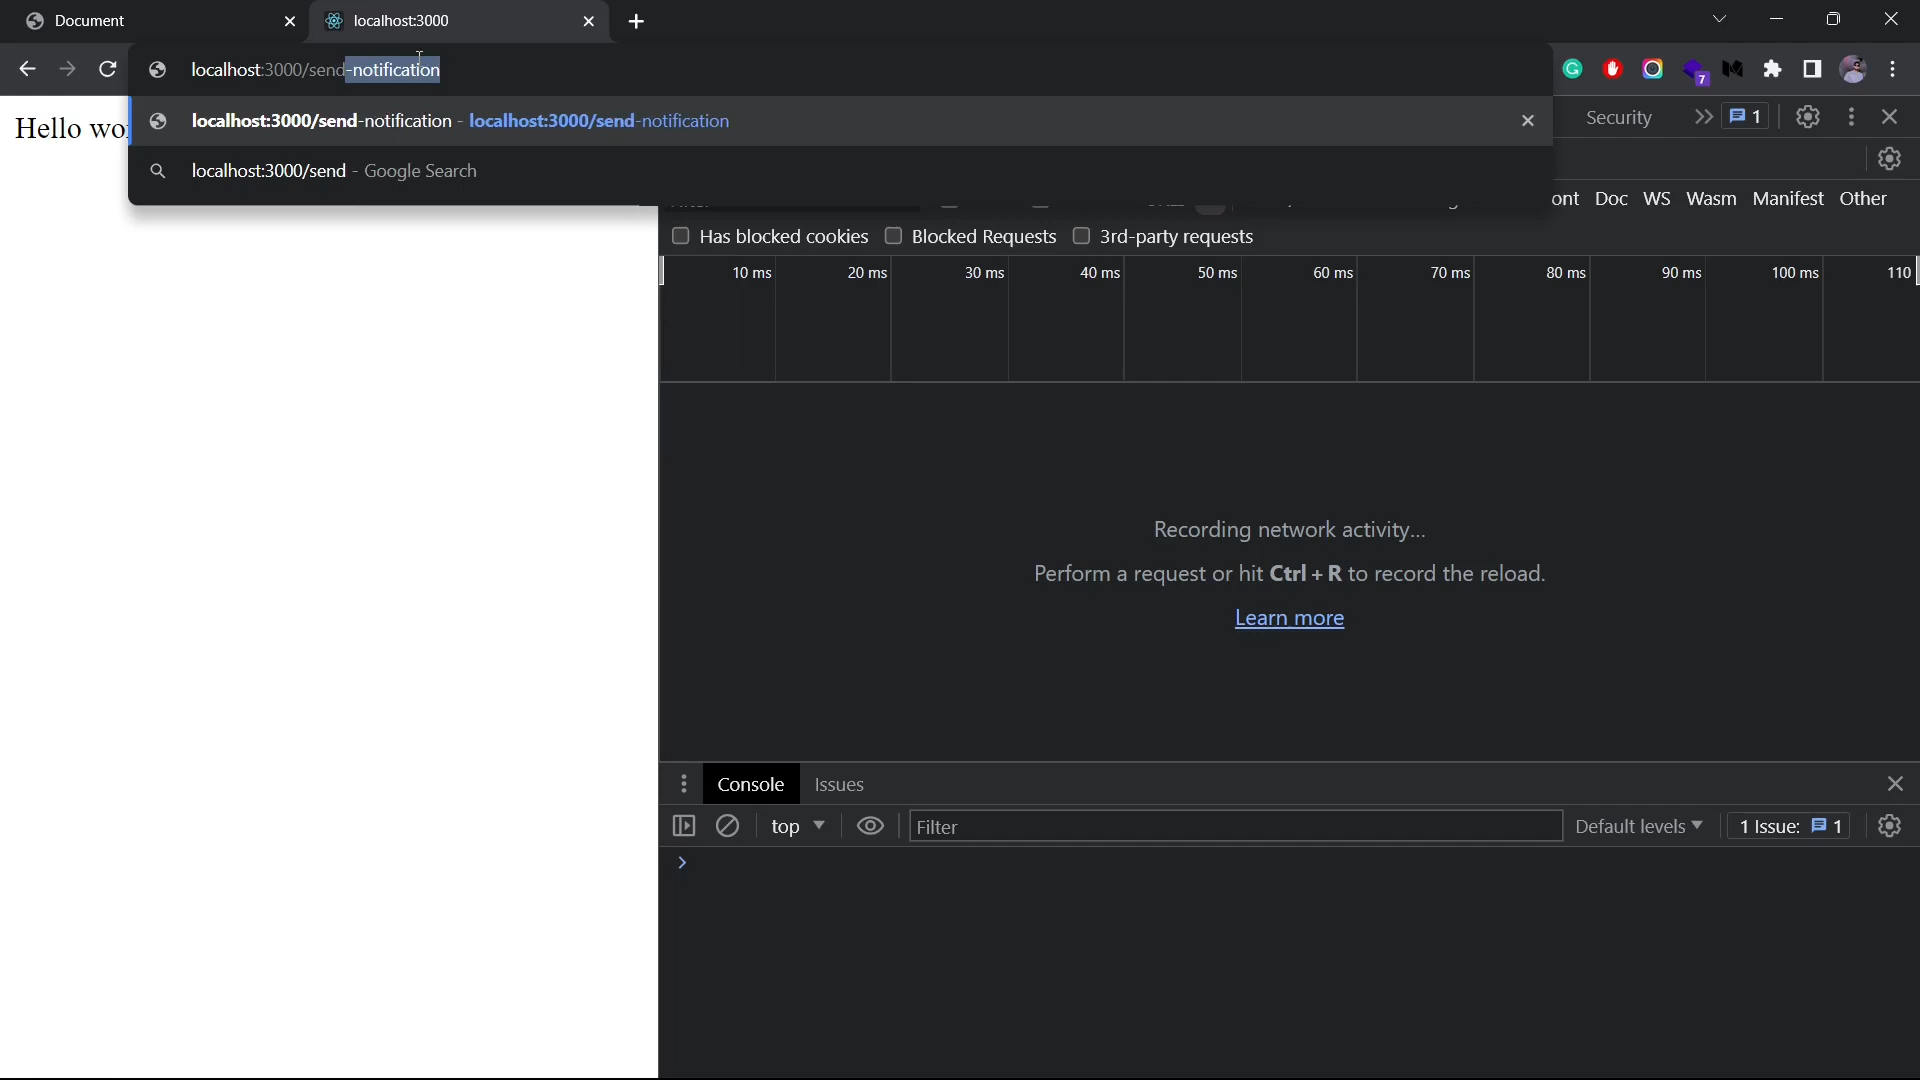 Document
localhost:3000
localhost:3000/send-notification
localhost:3000/send-notification - localhost:3000/send-notification
localhost:3000/send - Google Search
Hello
7
Security
1
Doc WS Wasm Manifest Other
Has blocked cookies Blocked Requests 3rd-party requests
10 ms 20 ms 30 ms 40 ms 50 ms 60 ms 70 ms 80 ms 90 ms 100 ms 110
Recording network activity…
Perform a request or hit Ctrl + R to record the reload.
Learn more
Console Issues
top Filter Default levels 1 Issue: 1